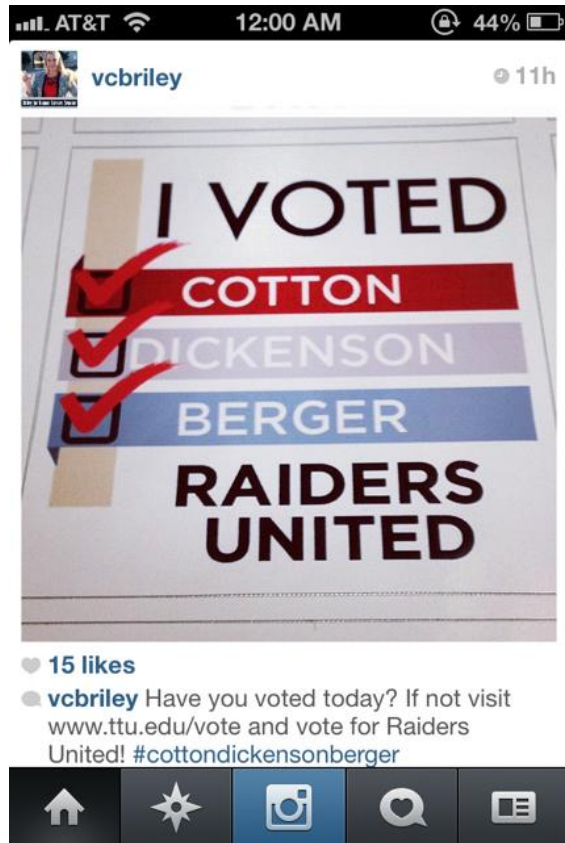 AT&T 12:00 AM 44%
vcbriley 11h
I VOTED
COTTON
DICKENSON
BERGER
RAIDERS
UNITED
15 likes
vcbriley Have you voted today? If not visit
www.ttu.edu/vote and vote for Raiders
United! #cottondickensonberger